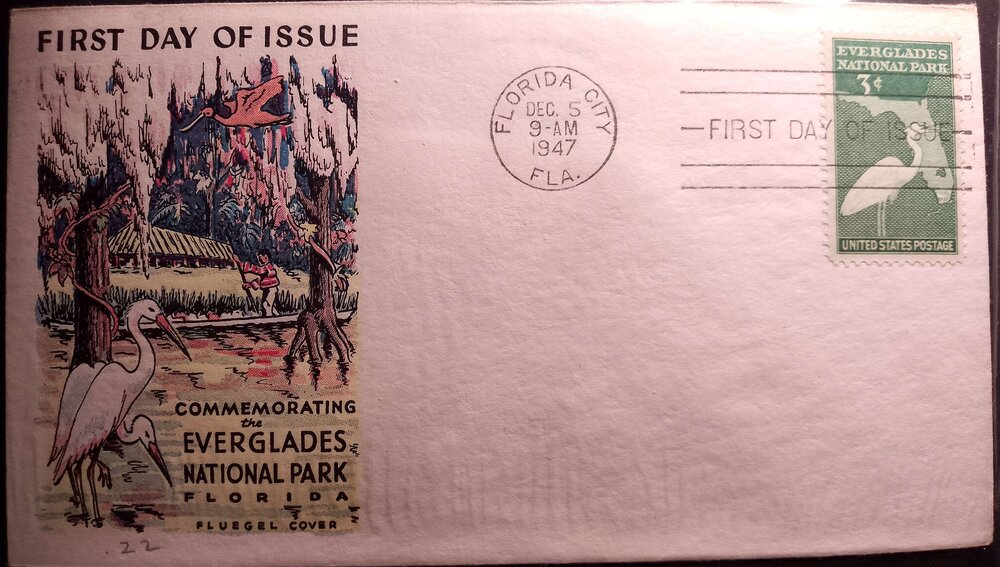 FIRST DAY OF ISSUE
COMMEMORATING
the
EVERGLADES
NATIONAL PARK
FLORIDA
FLUEGEL COVER
.22
FLORIDA CITY
DEC. 5
9-AM
1947
FLA.
FIRST DAY OF ISSUE
EVERGLADES
NATIONAL PARK
3¢
UNITED STATES POSTAGE